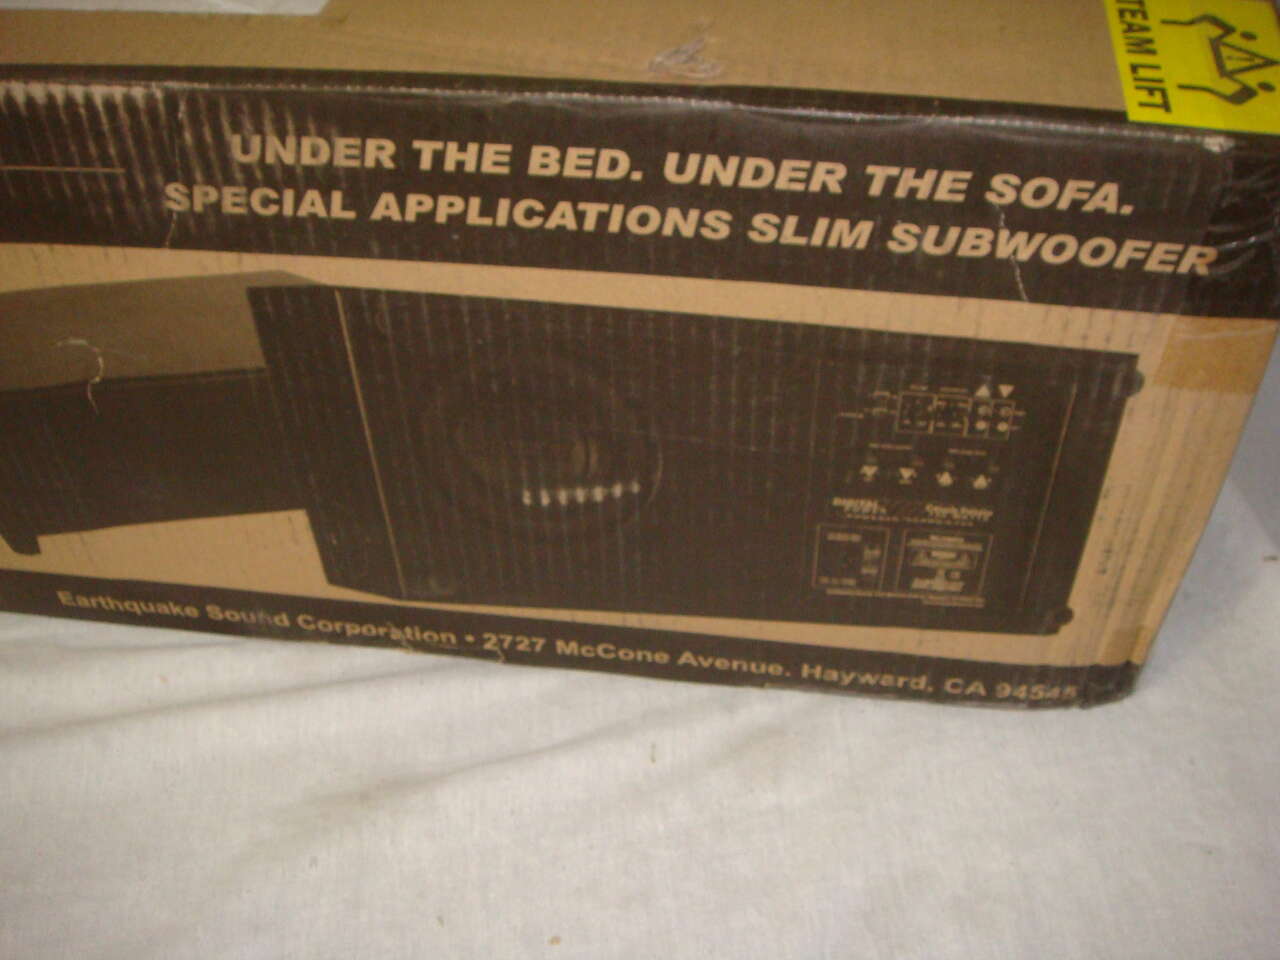 TEAM LIFT
UNDER THE BED. UNDER THE SOFA.
SPECIAL APPLICATIONS SLIM SUBWOOFER
Earthquake Sound Corporation • 2727 McCone Avenue. Hayward, CA 94545